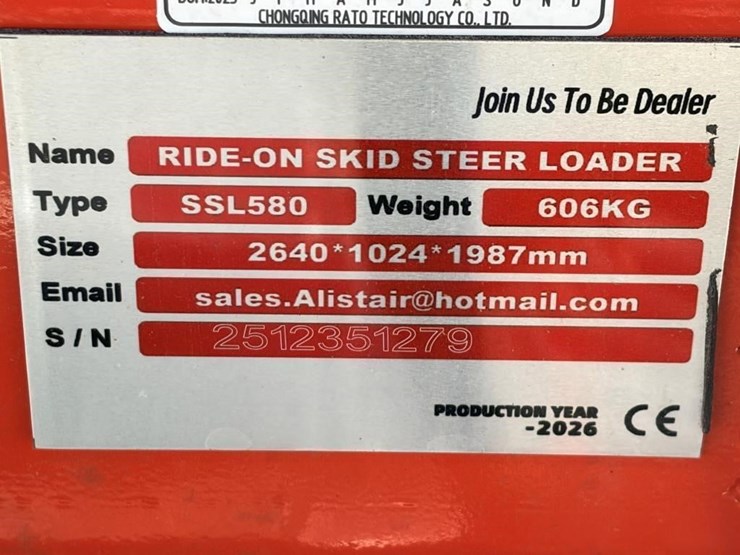 J F M A M J J A S O N D
CHONGQING RATO TECHNOLOGY CO., LTD.
Join Us To Be Dealer
Name RIDE-ON SKID STEER LOADER
Type SSL580 Weight 606KG
Size 2640*1024*1987mm
Email sales.Alistair@hotmail.com
S/N 2512351279
PRODUCTION YEAR
-2026 CE